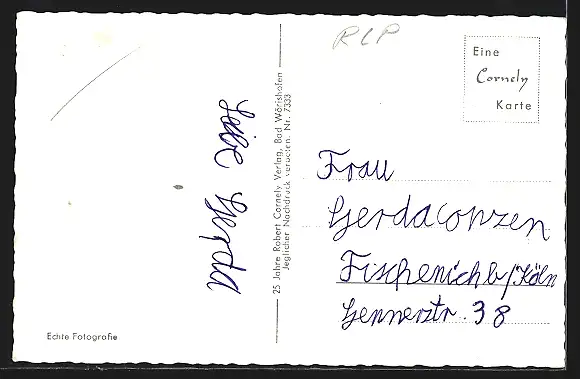 RLP
Eine
Cornely
Karte
Liebe Gerda
25 Jahre Robert Cornely Verlag, Bad Wörishofen
Jeglicher Nachdruck verboten. Nr. 7333
Frau
Gerda Conzen
Fischenich b/Köln
Gennerstr. 38
Echte Fotografie